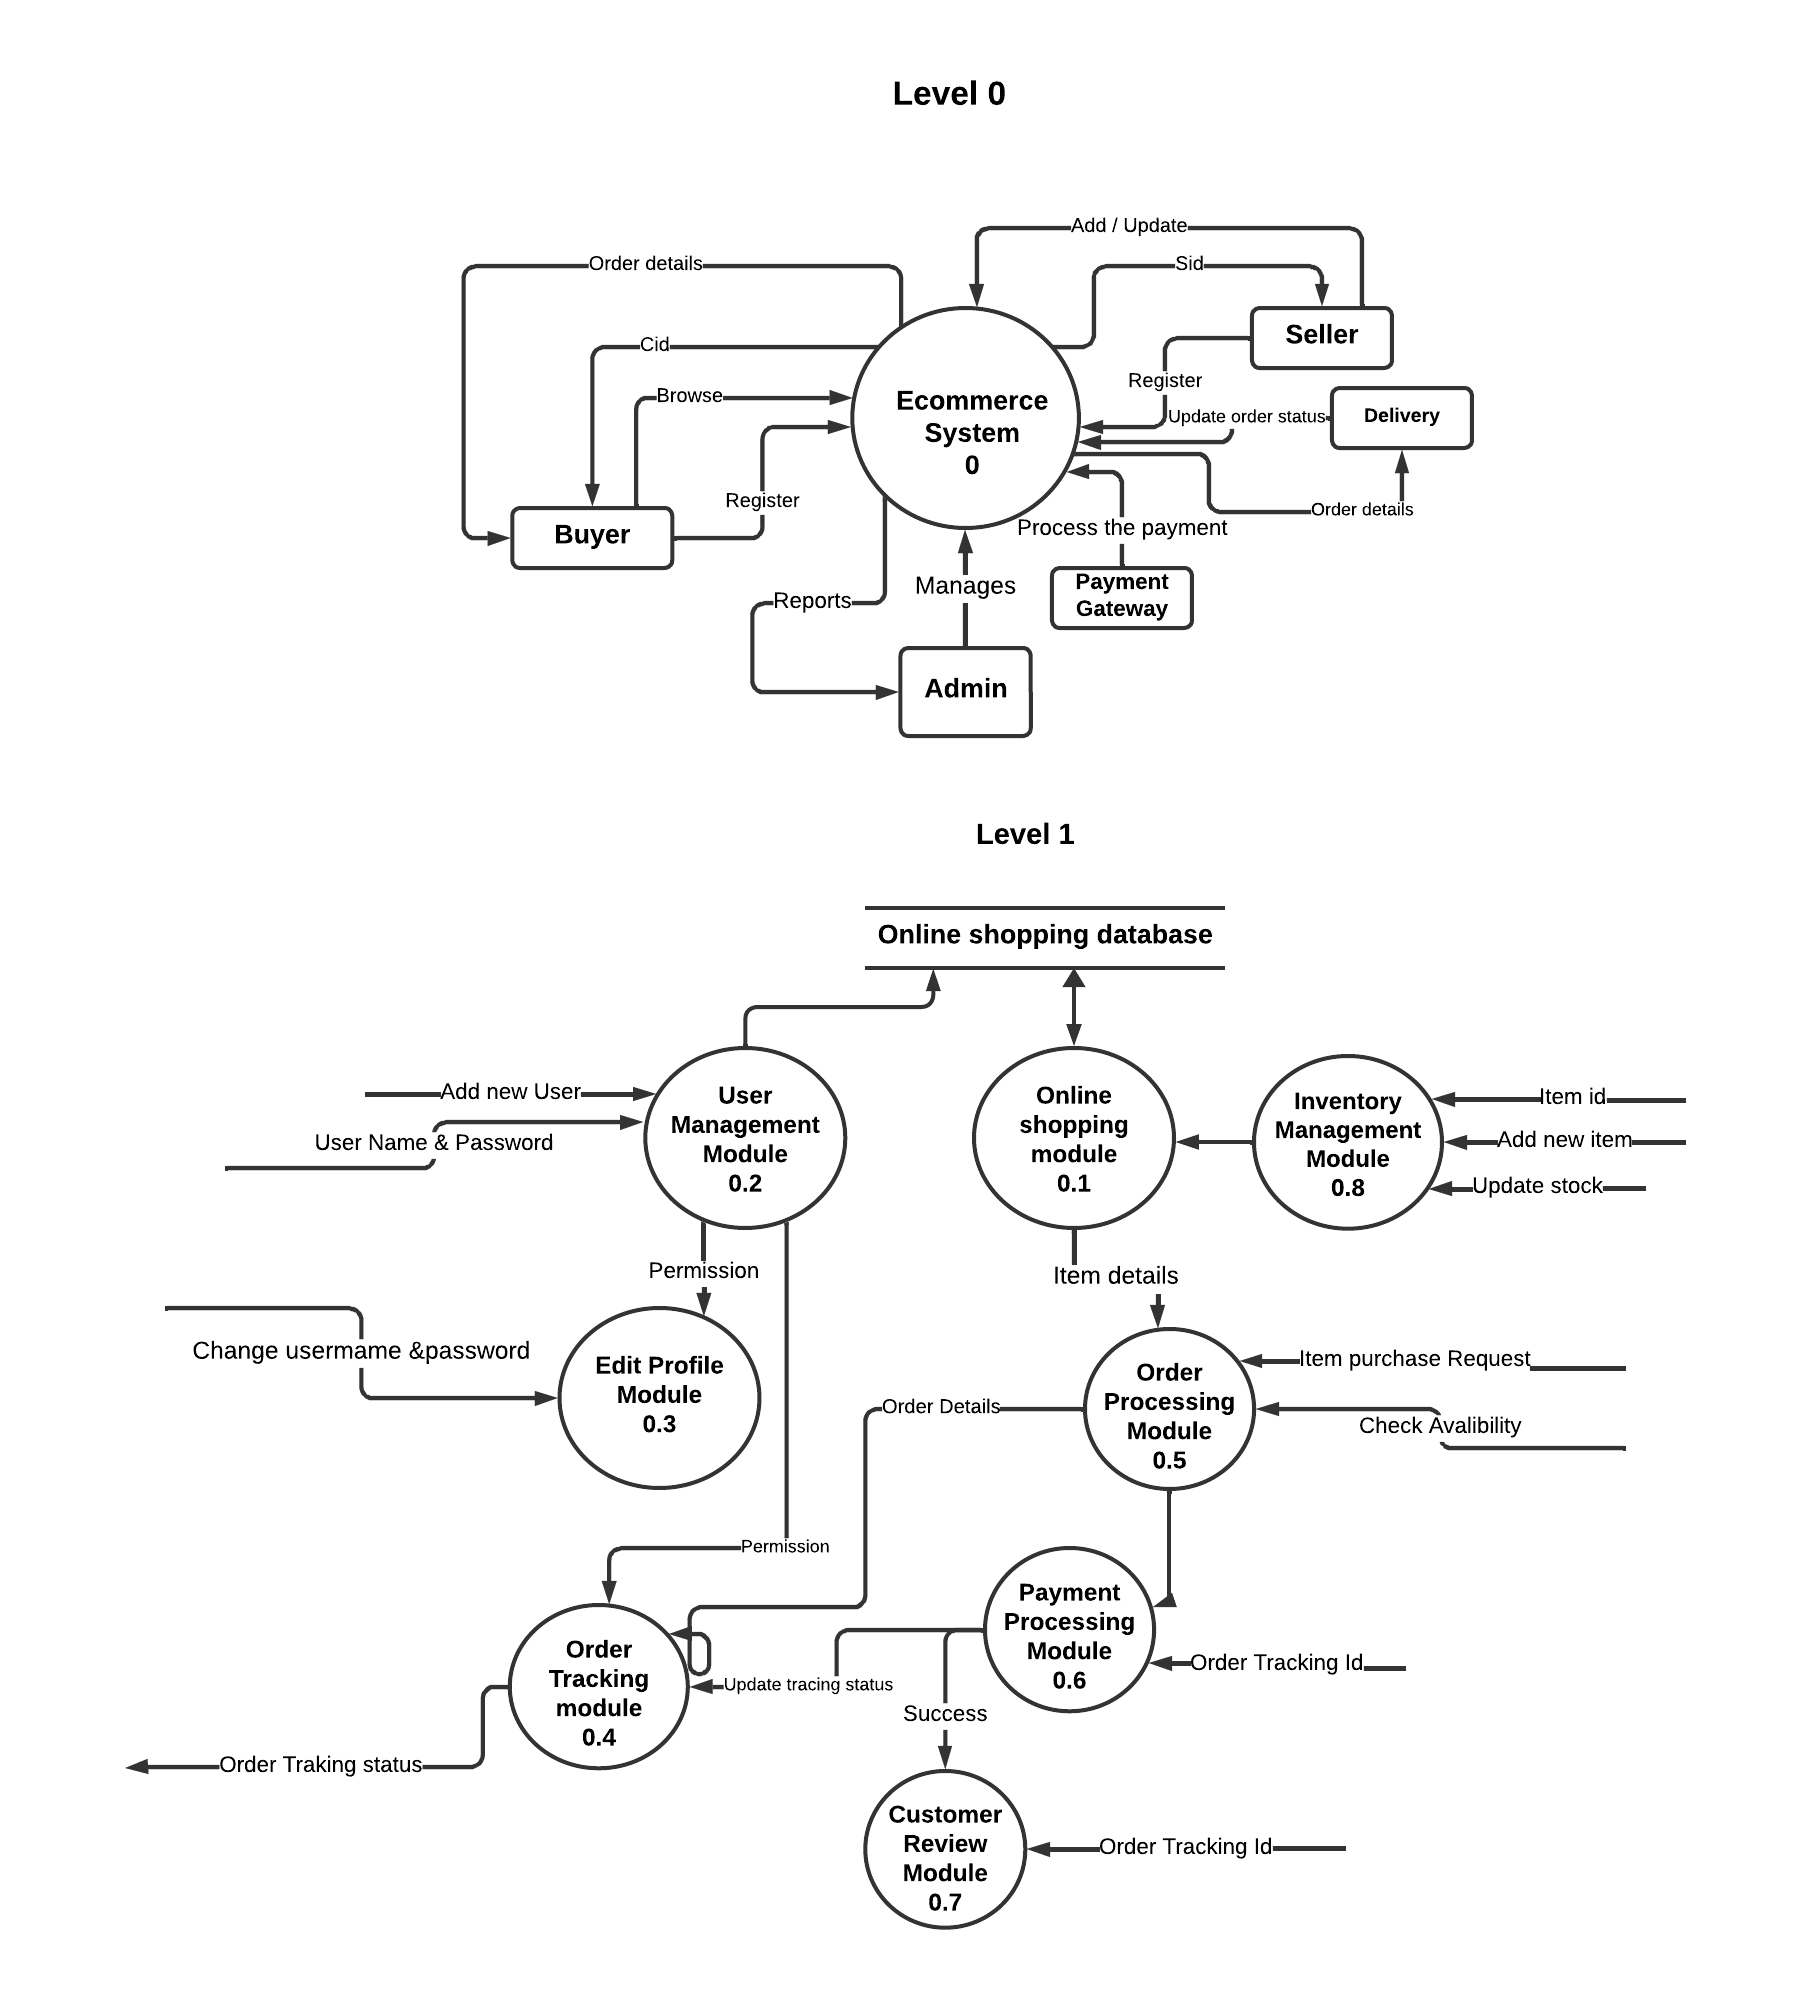 Level 0
Add / Update
Order details
Sid
Seller
Cid
Register
Browse
Ecommerce
System
0
Update order status
Delivery
Register
Order details
Buyer
Process the payment
Manages
Payment
Gateway
Reports
Admin
Level 1
Online shopping database
Add new User
User Name & Password
User
Management
Module
0.2
Online
shopping
module
0.1
Inventory
Management
Module
0.8
Item id
Add new item
Update stock
Permission
Item details
Change usermame &password
Edit Profile
Module
0.3
Order
Processing
Module
0.5
Item purchase Request
Check Avalibility
Order Details
Permission
Payment
Processing
Module
0.6
Order Tracking Id
Order
Tracking
module
0.4
Update tracing status
Success
Order Traking status
Customer
Review
Module
0.7
Order Tracking Id